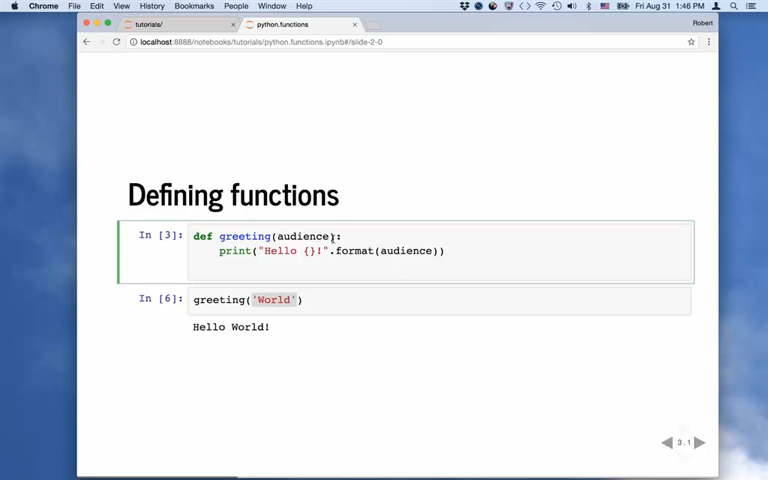 Chrome File Edit View History Bookmarks People Window Help Fri Aug 31 1:46 PM
tutorials/ python.functions Robert
localhost:8888/notebooks/tutorials/python.functions.ipynb#/slide-2-0
Defining functions
In [3]: def greeting(audience):
print("Hello {}!".format(audience))
In [6]: greeting('World')
Hello World!
3.1